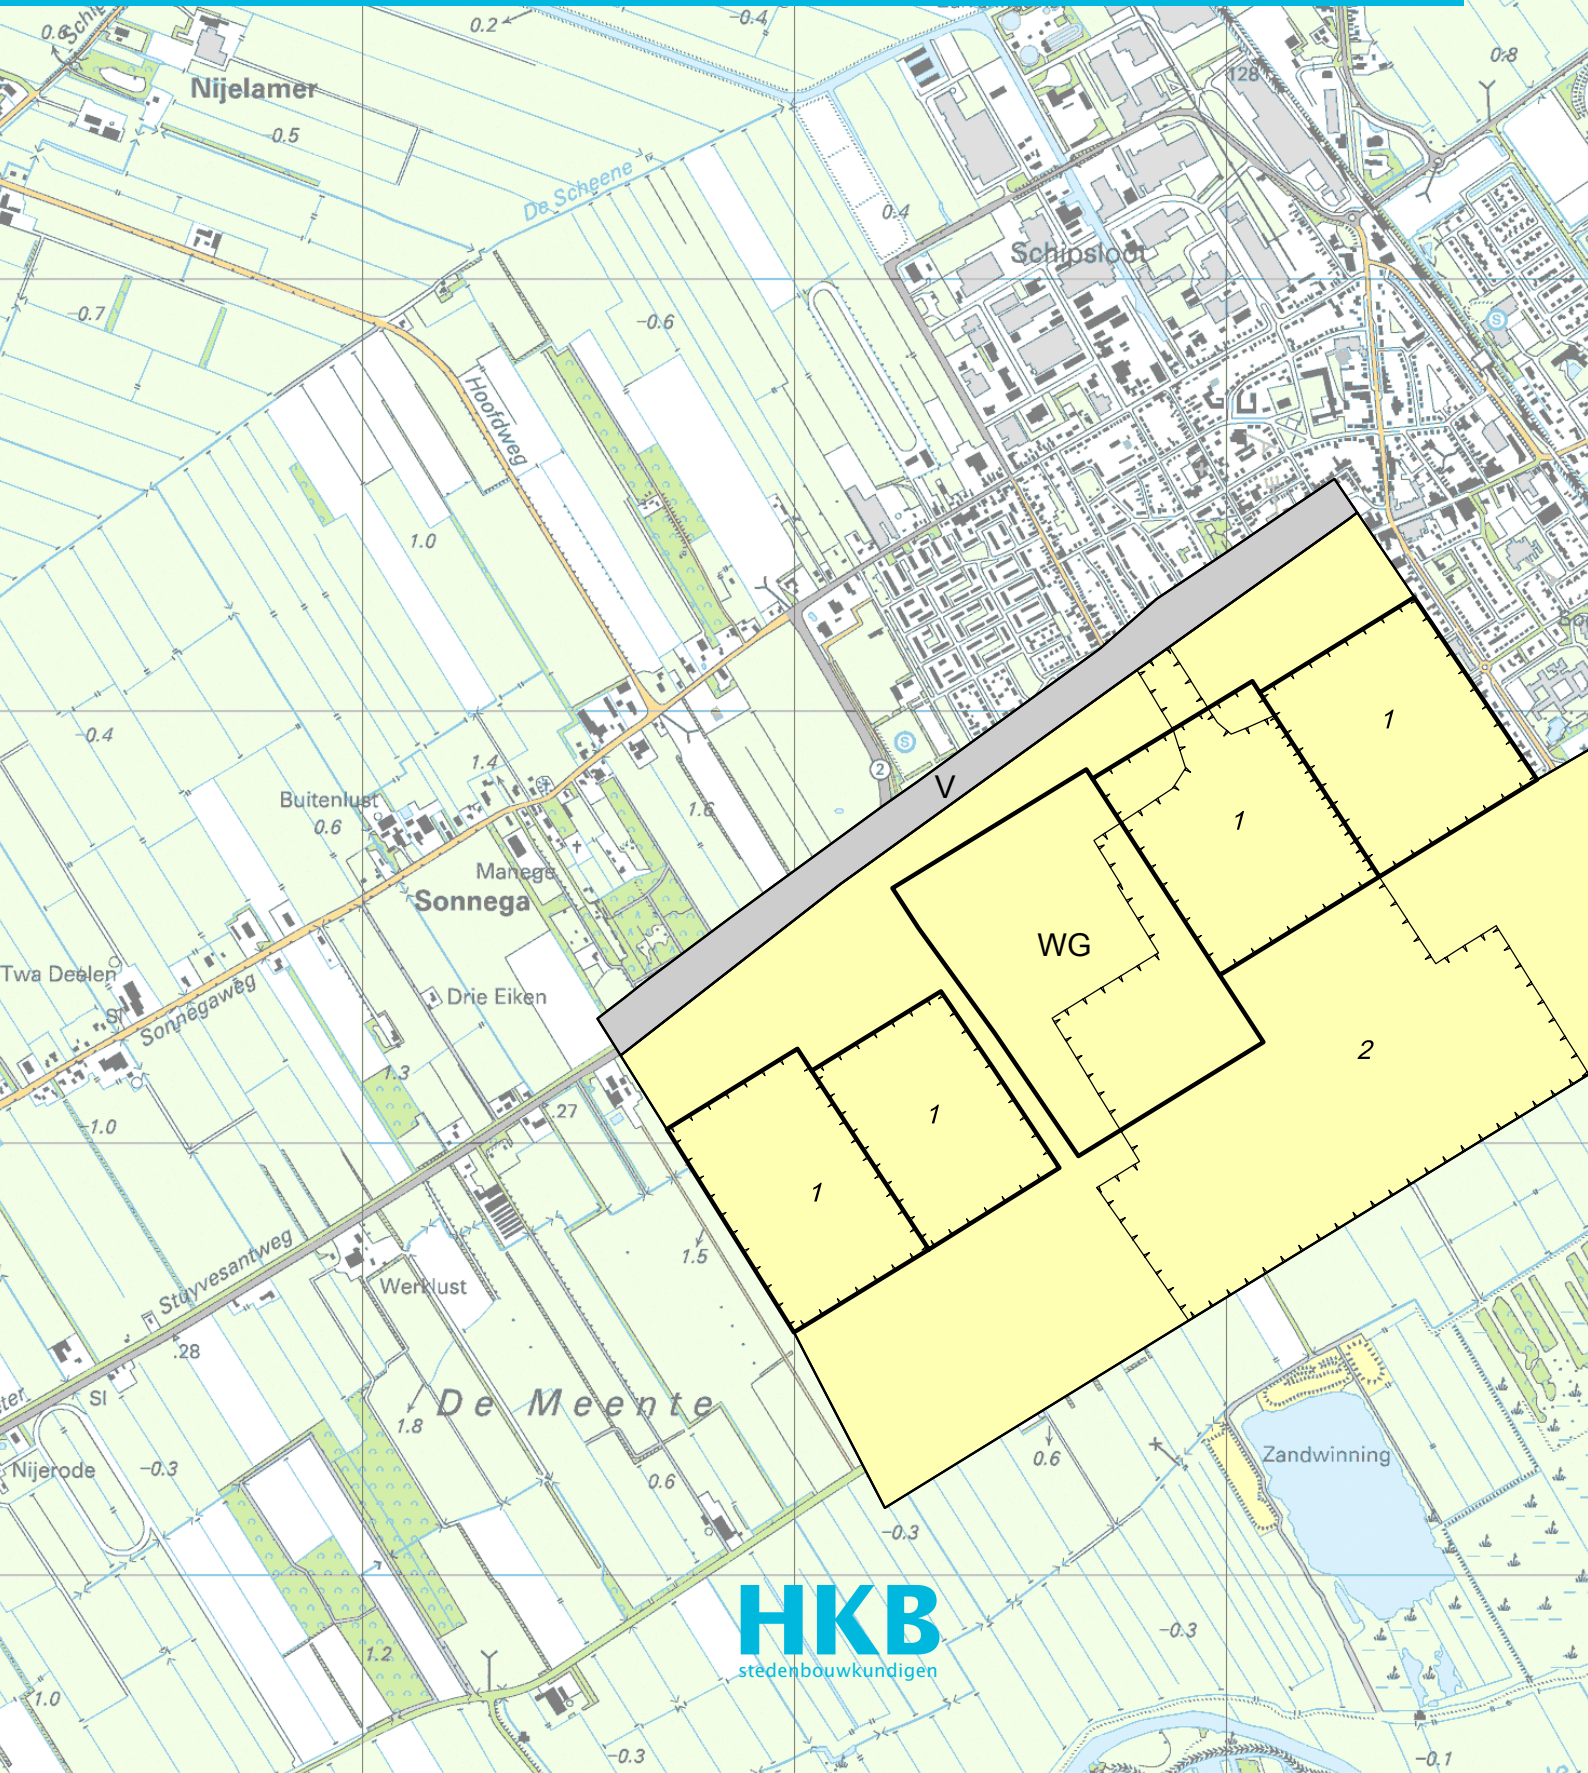 0.2
−0.4
0.8
Nijelamer
128
0.5
De Scheene
0.4
Schipsloot
−0.7
−0.6
S
Hoofdweg
1.0
−0.4
1.4
2
S
Buitenlust
0.6
1.6
V
1
1
Manege
Sonnega
WG
Twa Deelen
Sl
Sonnegaweg
Drie Eiken
2
1.3
.27
−1.0
1
1
1.5
Stuyvesantweg
Werklust
.28
Sl
De Meente
1.8
Nijerode
−0.3
0.6
0.6
Zandwinning
−0.3
HKB
stedenbouwkundigen
−0.3
1.2
1.0
−0.3
−0.1